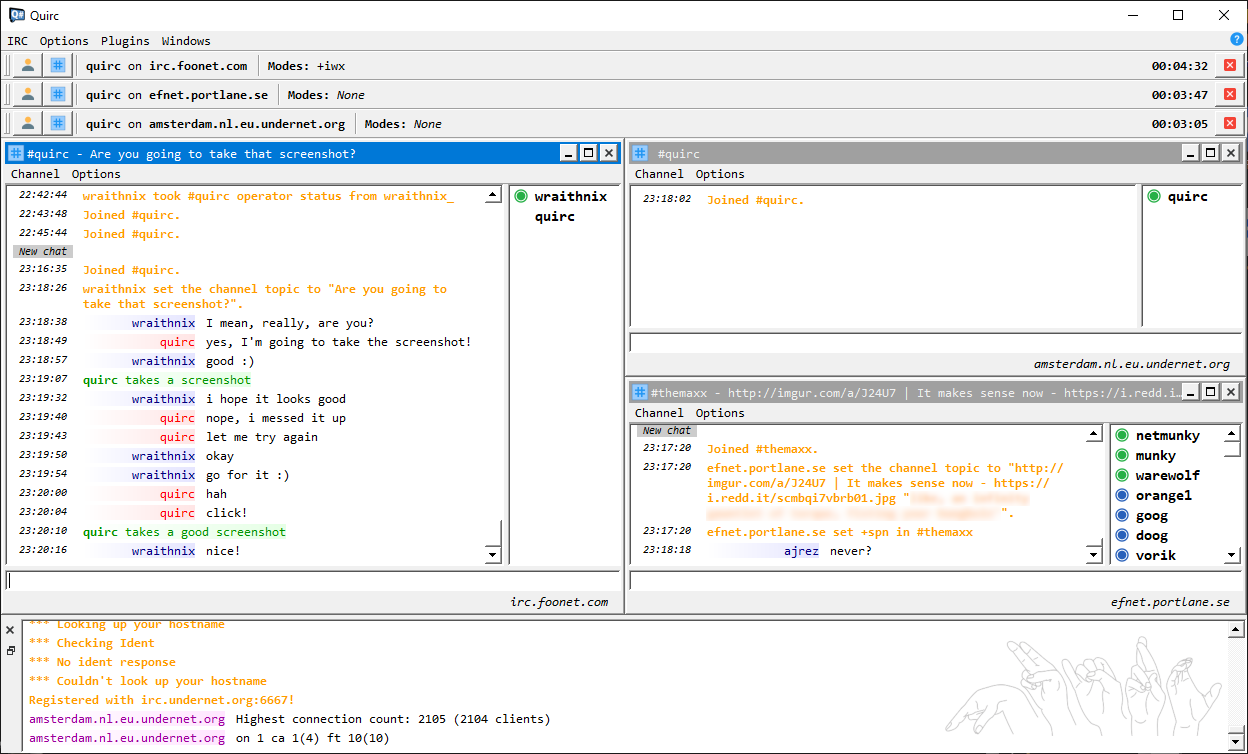 Quirc
IRC Options Plugins Windows
quirc on irc.foonet.com Modes: +iwx 00:04:32
quirc on efnet.portlane.se Modes: None 00:03:47
quirc on amsterdam.nl.eu.undernet.org Modes: None 00:03:05
#quirc - Are you going to take that screenshot?
Channel Options
22:42:44 wraithnix took #quirc operator status from wraithnix_
22:43:48 Joined #quirc.
22:45:44 Joined #quirc.
New chat
23:16:35 Joined #quirc.
23:18:26 wraithnix set the channel topic to "Are you going to
take that screenshot?".
23:18:38 wraithnix I mean, really, are you?
23:18:49 quirc yes, I'm going to take the screenshot!
23:18:57 wraithnix good :)
23:19:07 quirc takes a screenshot
23:19:32 wraithnix i hope it looks good
23:19:40 quirc nope, i messed it up
23:19:43 quirc let me try again
23:19:50 wraithnix okay
23:19:54 wraithnix go for it :)
23:20:00 quirc hah
23:20:04 quirc click!
23:20:10 quirc takes a good screenshot
23:20:16 wraithnix nice!
wraithnix
quirc
irc.foonet.com
#quirc
Channel Options
23:18:02 Joined #quirc.
quirc
amsterdam.nl.eu.undernet.org
#themaxx - http://imgur.com/a/J24U7 | It makes sense now - https://i.redd.i...
Channel Options
New chat
23:17:20 Joined #themaxx.
23:17:20 efnet.portlane.se set the channel topic to "http://
imgur.com/a/J24U7 | It makes sense now - https://
i.redd.it/scmbqi7vbrb01.jpg "
".
23:17:20 efnet.portlane.se set +spn in #themaxx
23:18:18 ajrez never?
netmunky
munky
warewolf
orangel
goog
doog
vorik
efnet.portlane.se
*** Looking up your hostname
*** Checking Ident
*** No ident response
*** Couldn't look up your hostname
Registered with irc.undernet.org:6667!
amsterdam.nl.eu.undernet.org Highest connection count: 2105 (2104 clients)
amsterdam.nl.eu.undernet.org on 1 ca 1(4) ft 10(10)